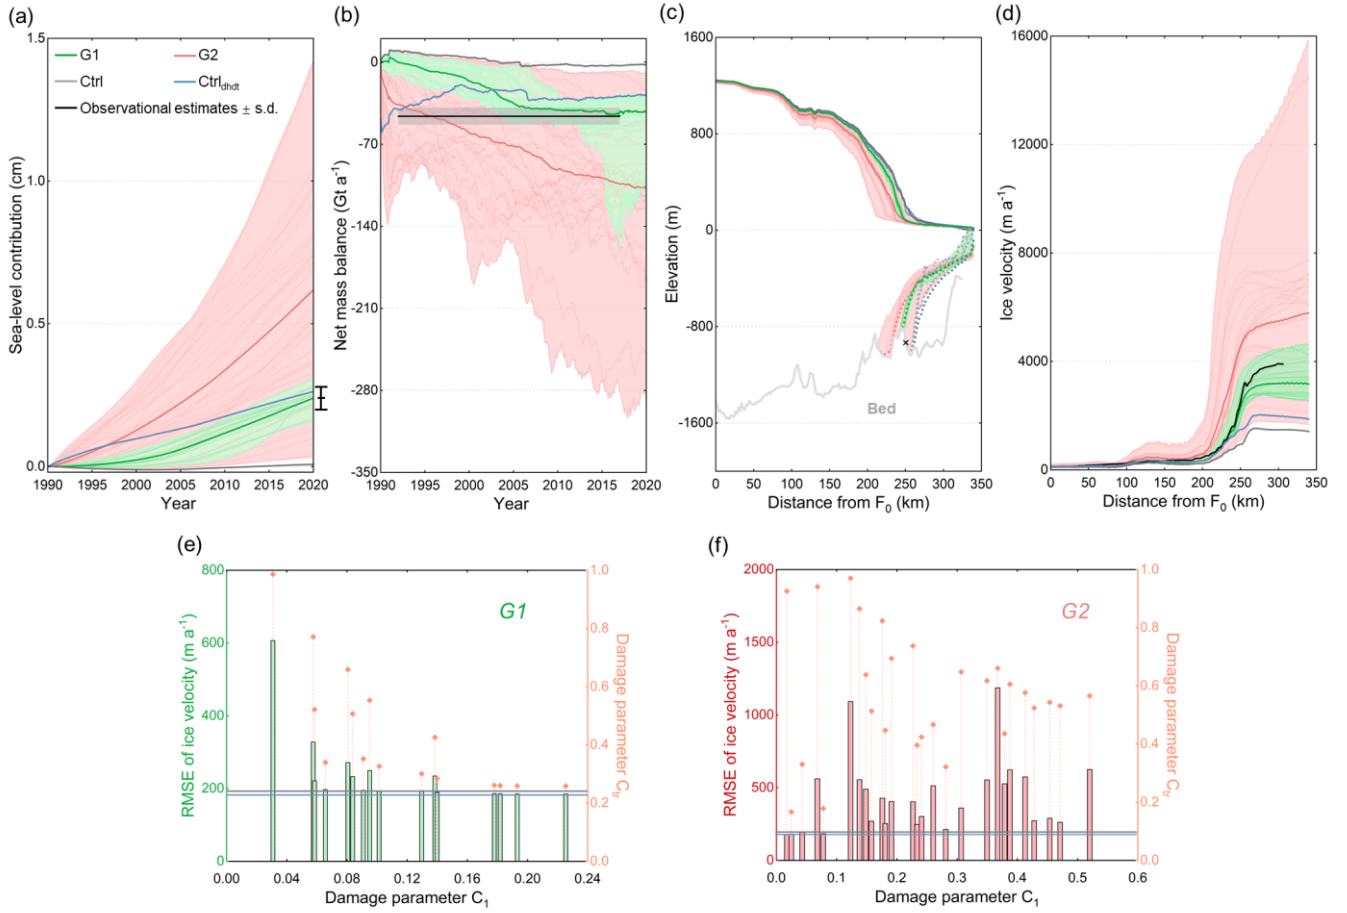 (a)
1.5
1.0
0.5
0.0
Sea-level contribution (cm)
G1
G2
Ctrl
Ctrl_dhdt
Observational estimates ± s.d.
1990 1995 2000 2005 2010 2015 2020
Year
(b)
0
-70
-140
-210
-280
-350
Net mass balance (Gt a⁻¹)
1990 1995 2000 2005 2010 2015 2020
Year
(c)
1600
800
0
-800
-1600
Elevation (m)
×
Bed
0 50 100 150 200 250 300 350
Distance from F₀ (km)
(d)
16000
12000
8000
4000
0
Ice velocity (m a⁻¹)
0 50 100 150 200 250 300 350
Distance from F₀ (km)
(e)
800
600
400
200
0
RMSE of ice velocity (m a⁻¹)
G1
1.0
0.8
0.6
0.4
0.2
0.0
Damage parameter C_tr
0.00 0.04 0.08 0.12 0.16 0.20 0.24
Damage parameter C₁
(f)
2000
1500
1000
500
0
RMSE of ice velocity (m a⁻¹)
G2
1.0
0.8
0.6
0.4
0.2
0.0
Damage parameter C_tr
0.0 0.1 0.2 0.3 0.4 0.5 0.6
Damage parameter C₁